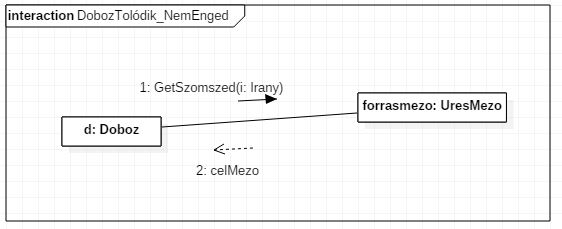 interaction DobozTolódik_NemEnged
1: GetSzomszed(i: Irany)
forrasmezo: UresMezo
d: Doboz
2: celMezo